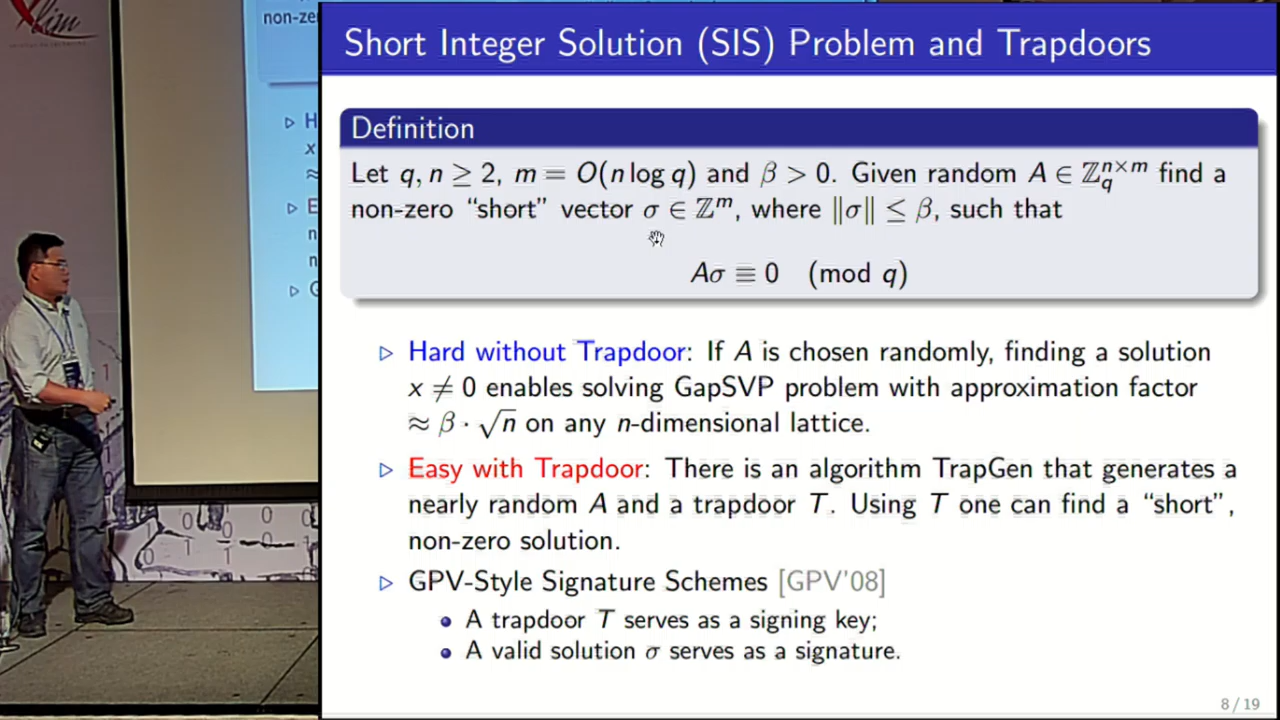 Short Integer Solution (SIS) Problem and Trapdoors
Definition
Let q, n ≥ 2, m = O(n log q) and β > 0. Given random A ∈ ℤ_q^{n×m} find a
non-zero “short” vector σ ∈ ℤ^m, where ‖σ‖ ≤ β, such that
Aσ ≡ 0 (mod q)
▷ Hard without Trapdoor: If A is chosen randomly, finding a solution
x ≠ 0 enables solving GapSVP problem with approximation factor
≈ β · √n on any n-dimensional lattice.
▷ Easy with Trapdoor: There is an algorithm TrapGen that generates a
nearly random A and a trapdoor T. Using T one can find a “short”,
non-zero solution.
▷ GPV-Style Signature Schemes [GPV'08]
• A trapdoor T serves as a signing key;
• A valid solution σ serves as a signature.
8 / 19
non-ze
▷ H
x
≈
▷ E
n
n
▷ G